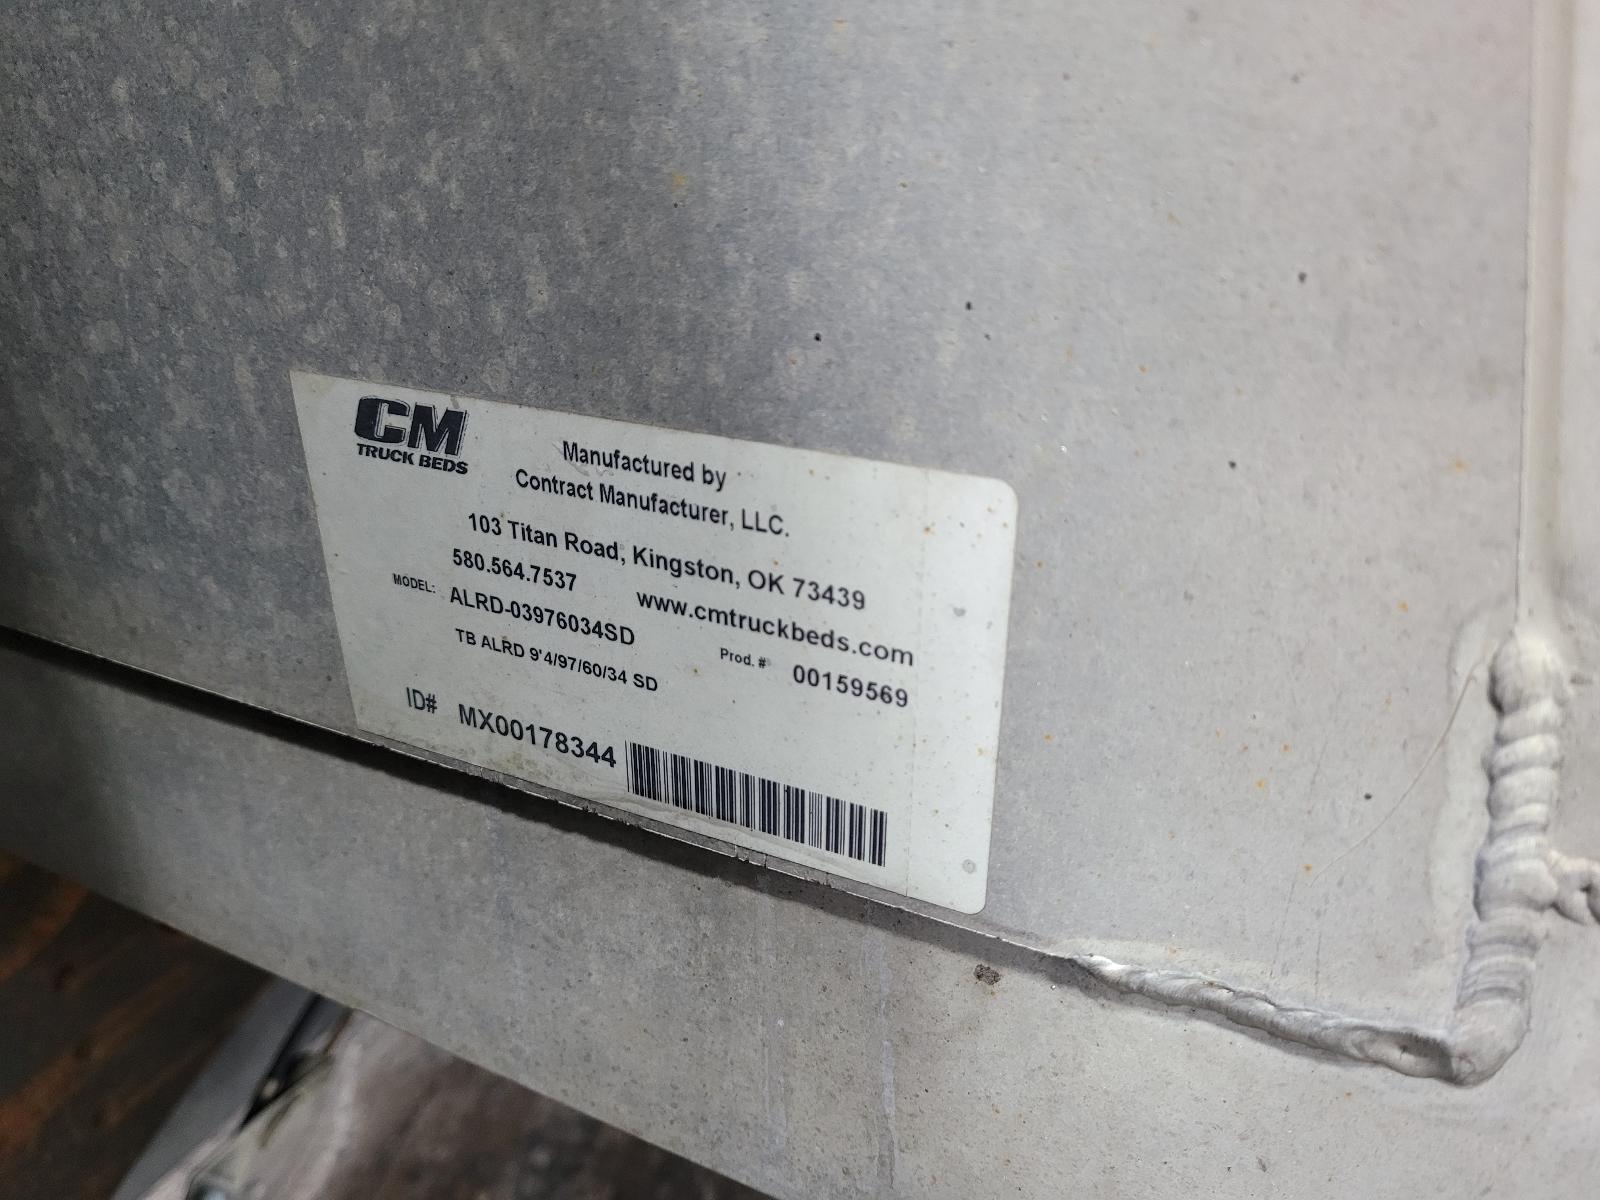 CM
TRUCK BEDS
Manufactured by
Contract Manufacturer, LLC.
103 Titan Road, Kingston, OK 73439
580.564.7537 www.cmtruckbeds.com
MODEL: ALRD-03976034SD
TB ALRD 9'4/97/60/34 SD
Prod. # 00159569
ID# MX00178344